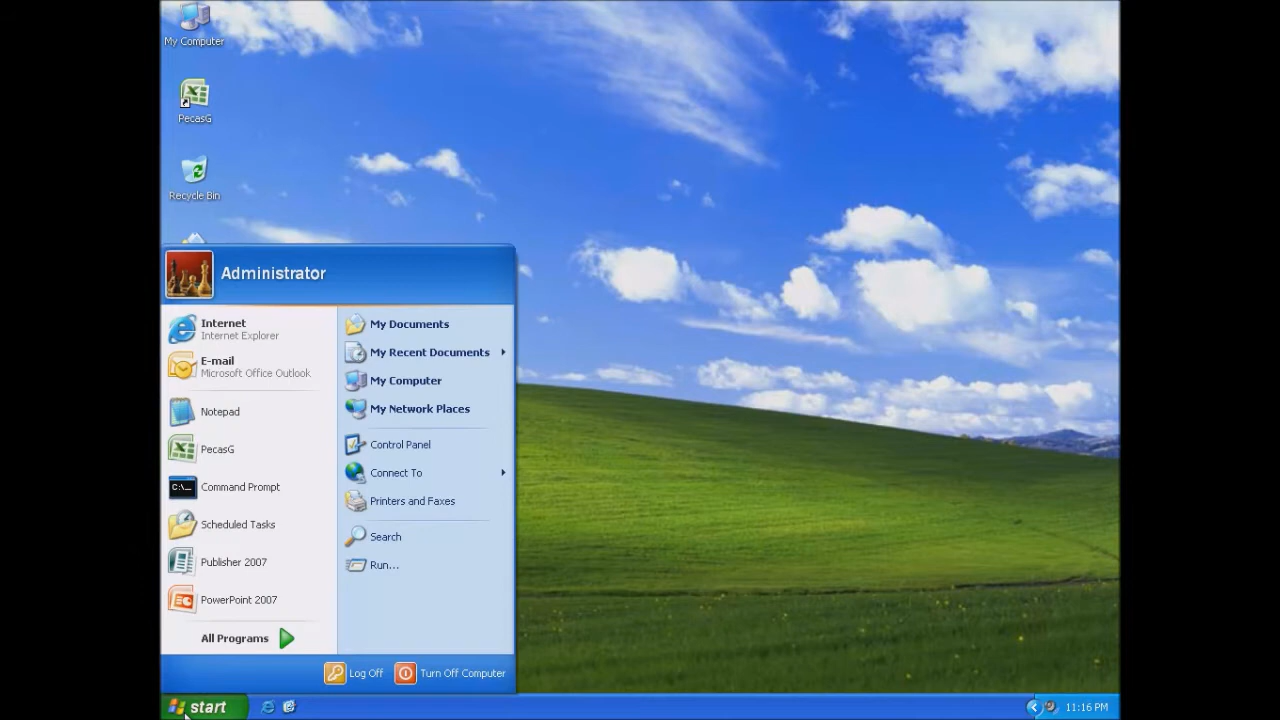 My Computer
PecasG
Recycle Bin
Administrator
Internet
Internet Explorer
E-mail
Microsoft Office Outlook
Notepad
PecasG
C:\_
Command Prompt
Scheduled Tasks
Publisher 2007
PowerPoint 2007
All Programs
My Documents
My Recent Documents
My Computer
My Network Places
Control Panel
Connect To
Printers and Faxes
Search
Run...
Log Off
Turn Off Computer
start
11:16 PM